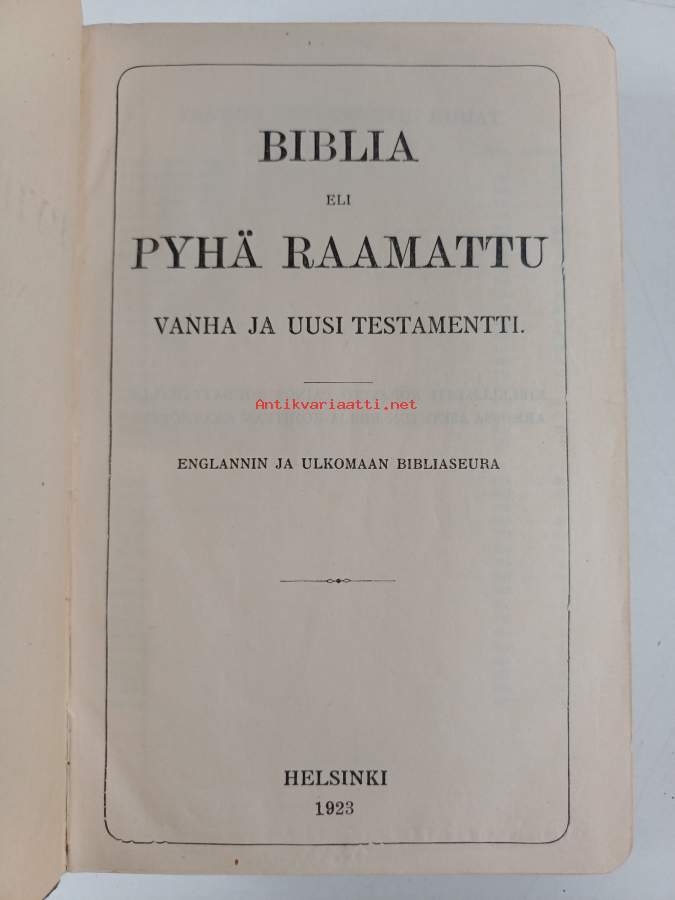 BIBLIA
ELI
PYHÄ RAAMATTU
VANHA JA UUSI TESTAMENTTI.
Antikvariaatti.net
ENGLANNIN JA ULKOMAAN BIBLIASEURA
HELSINKI
1923